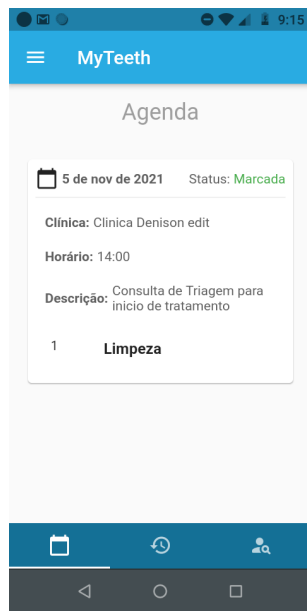 9:15
MyTeeth
Agenda
5 de nov de 2021 Status: Marcada
Clínica: Clinica Denison edit
Horário: 14:00
Descrição: Consulta de Triagem para
inicio de tratamento
1 Limpeza